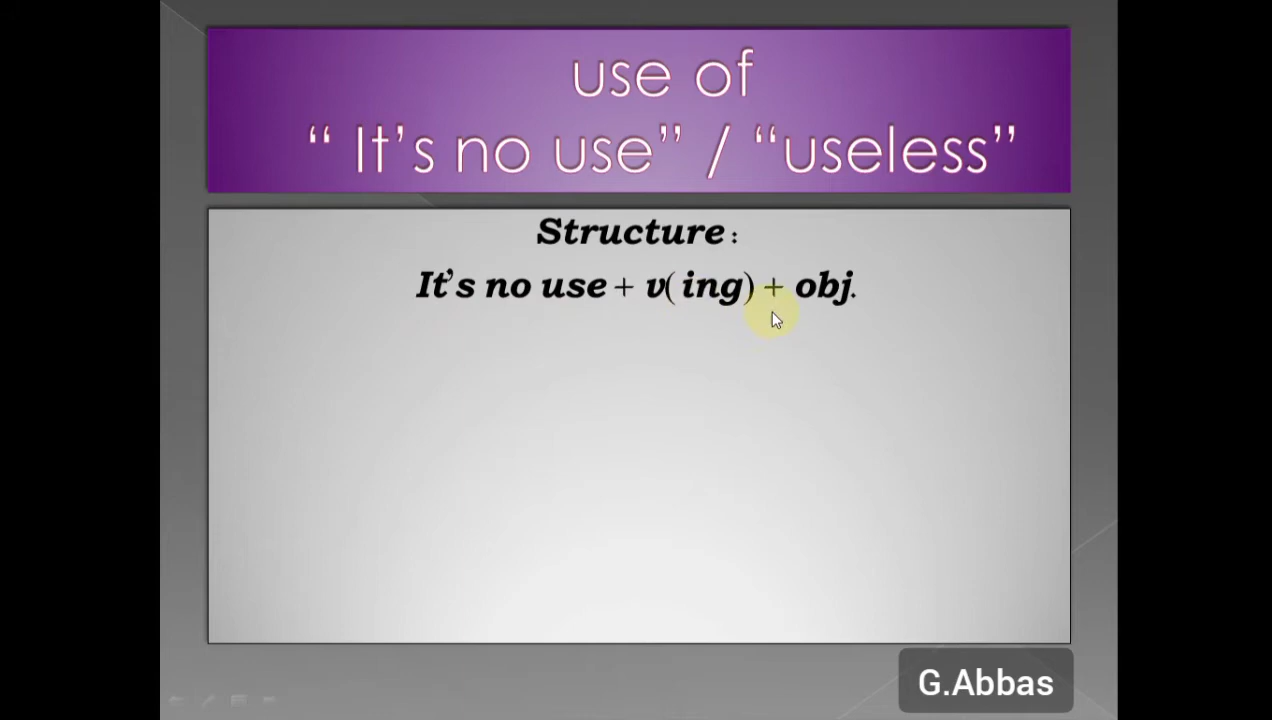 use of
“ It’s no use” / “useless”
Structure :
It’s no use + v( ing) + obj.
G.Abbas